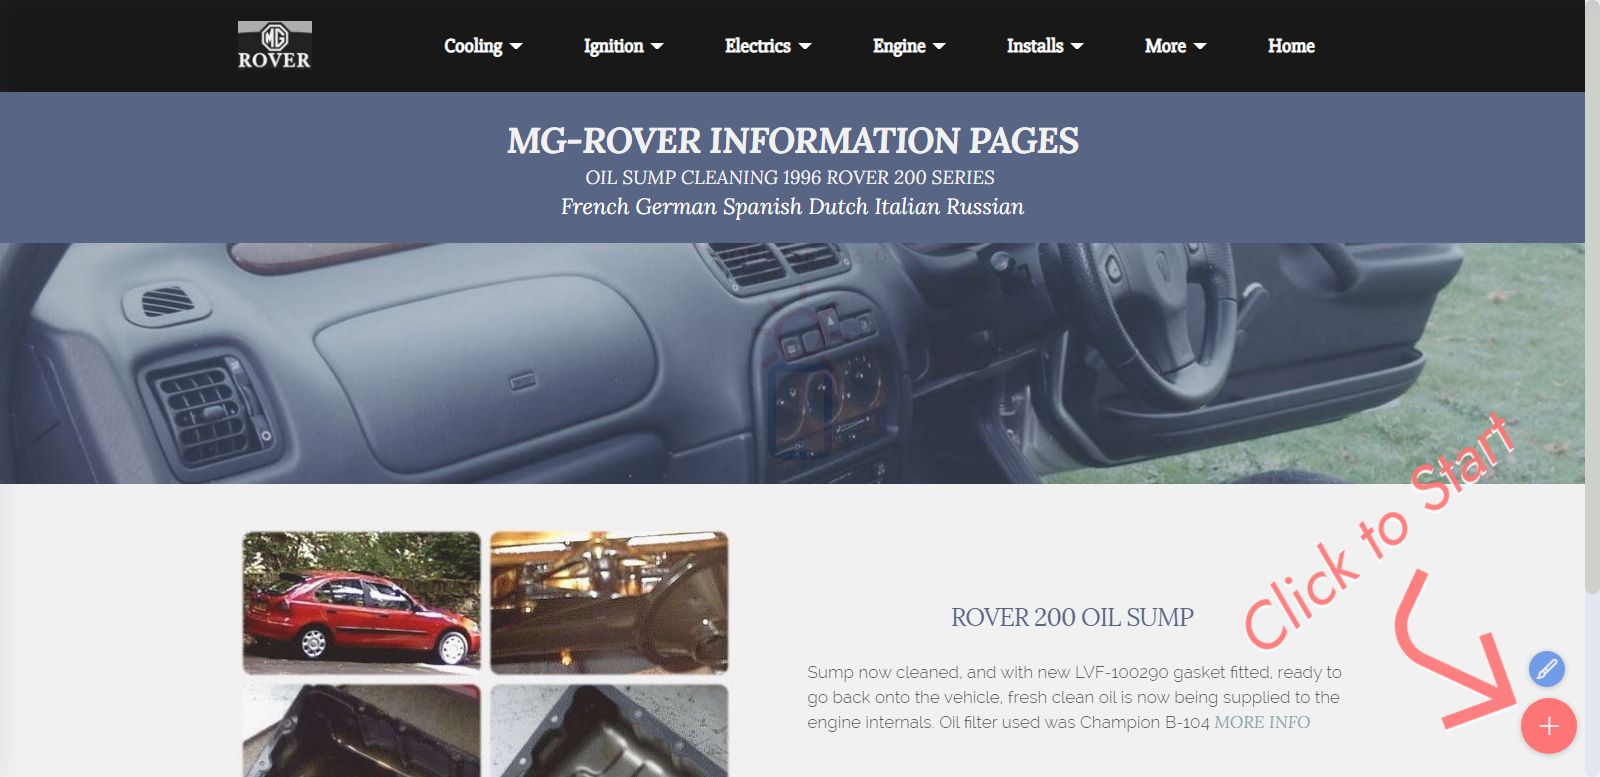 MG
ROVER
Cooling
Ignition
Electrics
Engine
Installs
More
Home
MG-ROVER INFORMATION PAGES
OIL SUMP CLEANING 1996 ROVER 200 SERIES
French German Spanish Dutch Italian Russian
Click to Start
ROVER 200 OIL SUMP
Sump now cleaned, and with new LVF-100290 gasket fitted, ready to
go back onto the vehicle, fresh clean oil is now being supplied to the
engine internals. Oil filter used was Champion B-104 MORE INFO